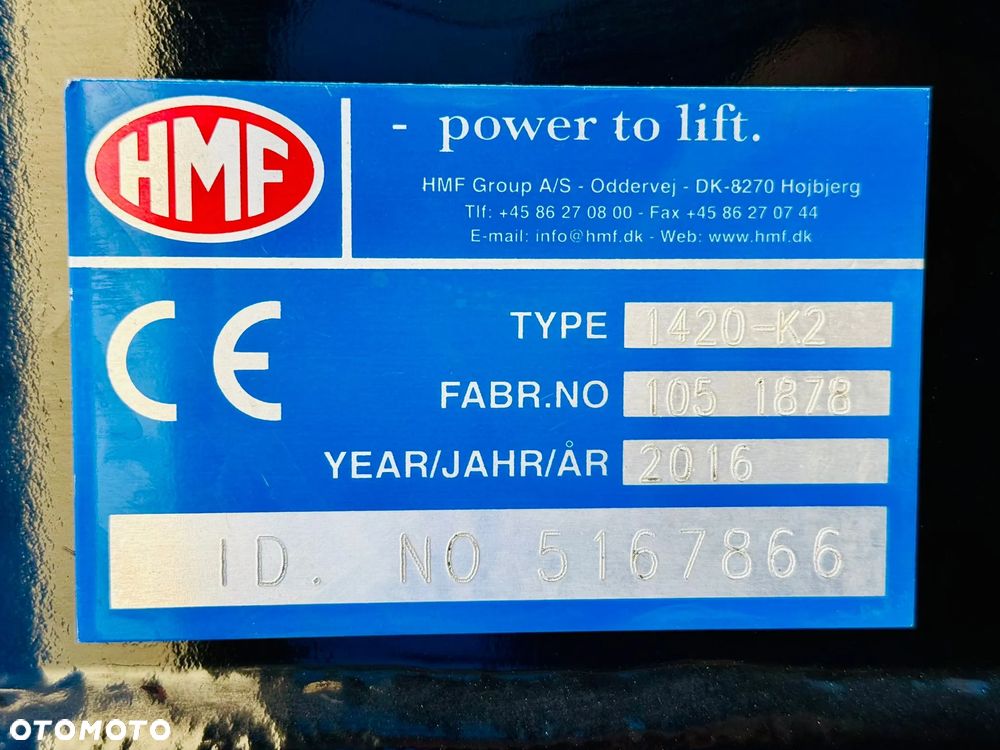 HMF
- power to lift.
HMF Group A/S - Oddervej - DK-8270 Højbjerg
Tlf: +45 86 27 08 00 - Fax +45 86 27 07 44
E-mail: info@hmf.dk - Web: www.hmf.dk
CE
TYPE 1420-K2
FABR.NO 105 1878
YEAR/JAHR/ÅR 2016
ID. NO 5167866
OTOMOTO